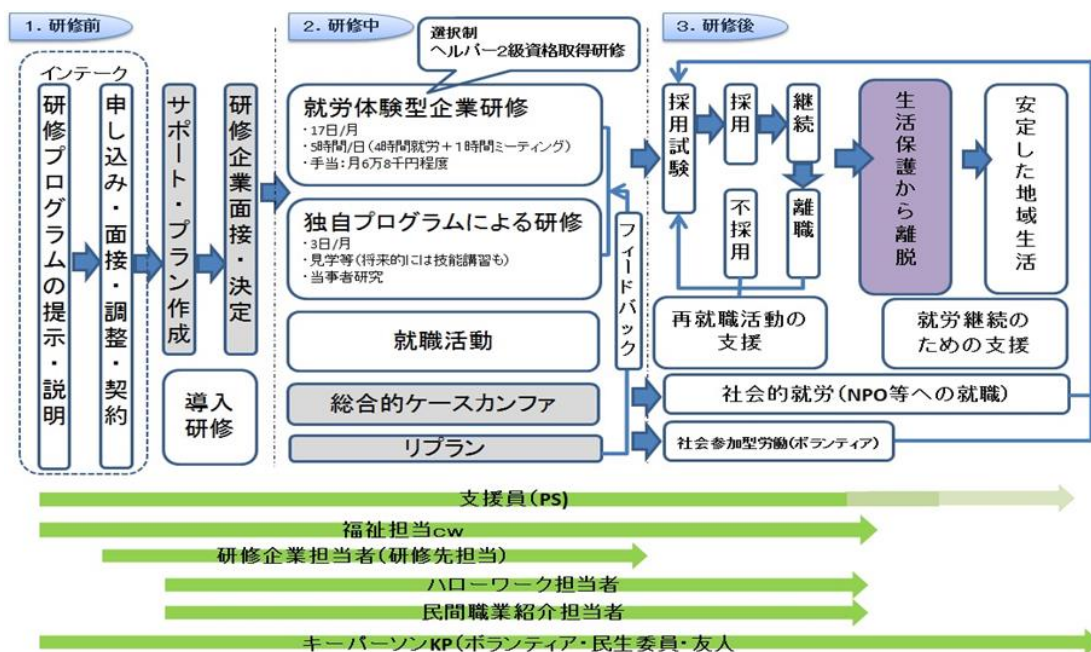 1．研修前
2．研修中
3．研修後
選択制
ヘルパー2級資格取得研修
インテーク
研修プログラムの提示・説明
申し込み・面接・調整・契約
サポート・プラン作成
研修企業面接・決定
導入
研修
就労体験型企業研修
・17日/月
・5時間/日(4時間就労＋1時間ミーティング)
・手当：月6万8千円程度
独自プログラムによる研修
・3日/月
・見学等(将来的には技能講習も)
・当事者研究
就職活動
総合的ケースカンファ
リプラン
フィードバック
採用試験
採用
継続
不採用
離職
生活保護から離脱
安定した地域生活
再就職活動の
支援
就労継続の
ための支援
社会的就労(NPO等への就職)
社会参加型労働(ボランティア)
支援員(PS)
福祉担当cw
研修企業担当者(研修先担当)
ハローワーク担当者
民間職業紹介担当者
キーパーソンKP(ボランティア・民生委員・友人